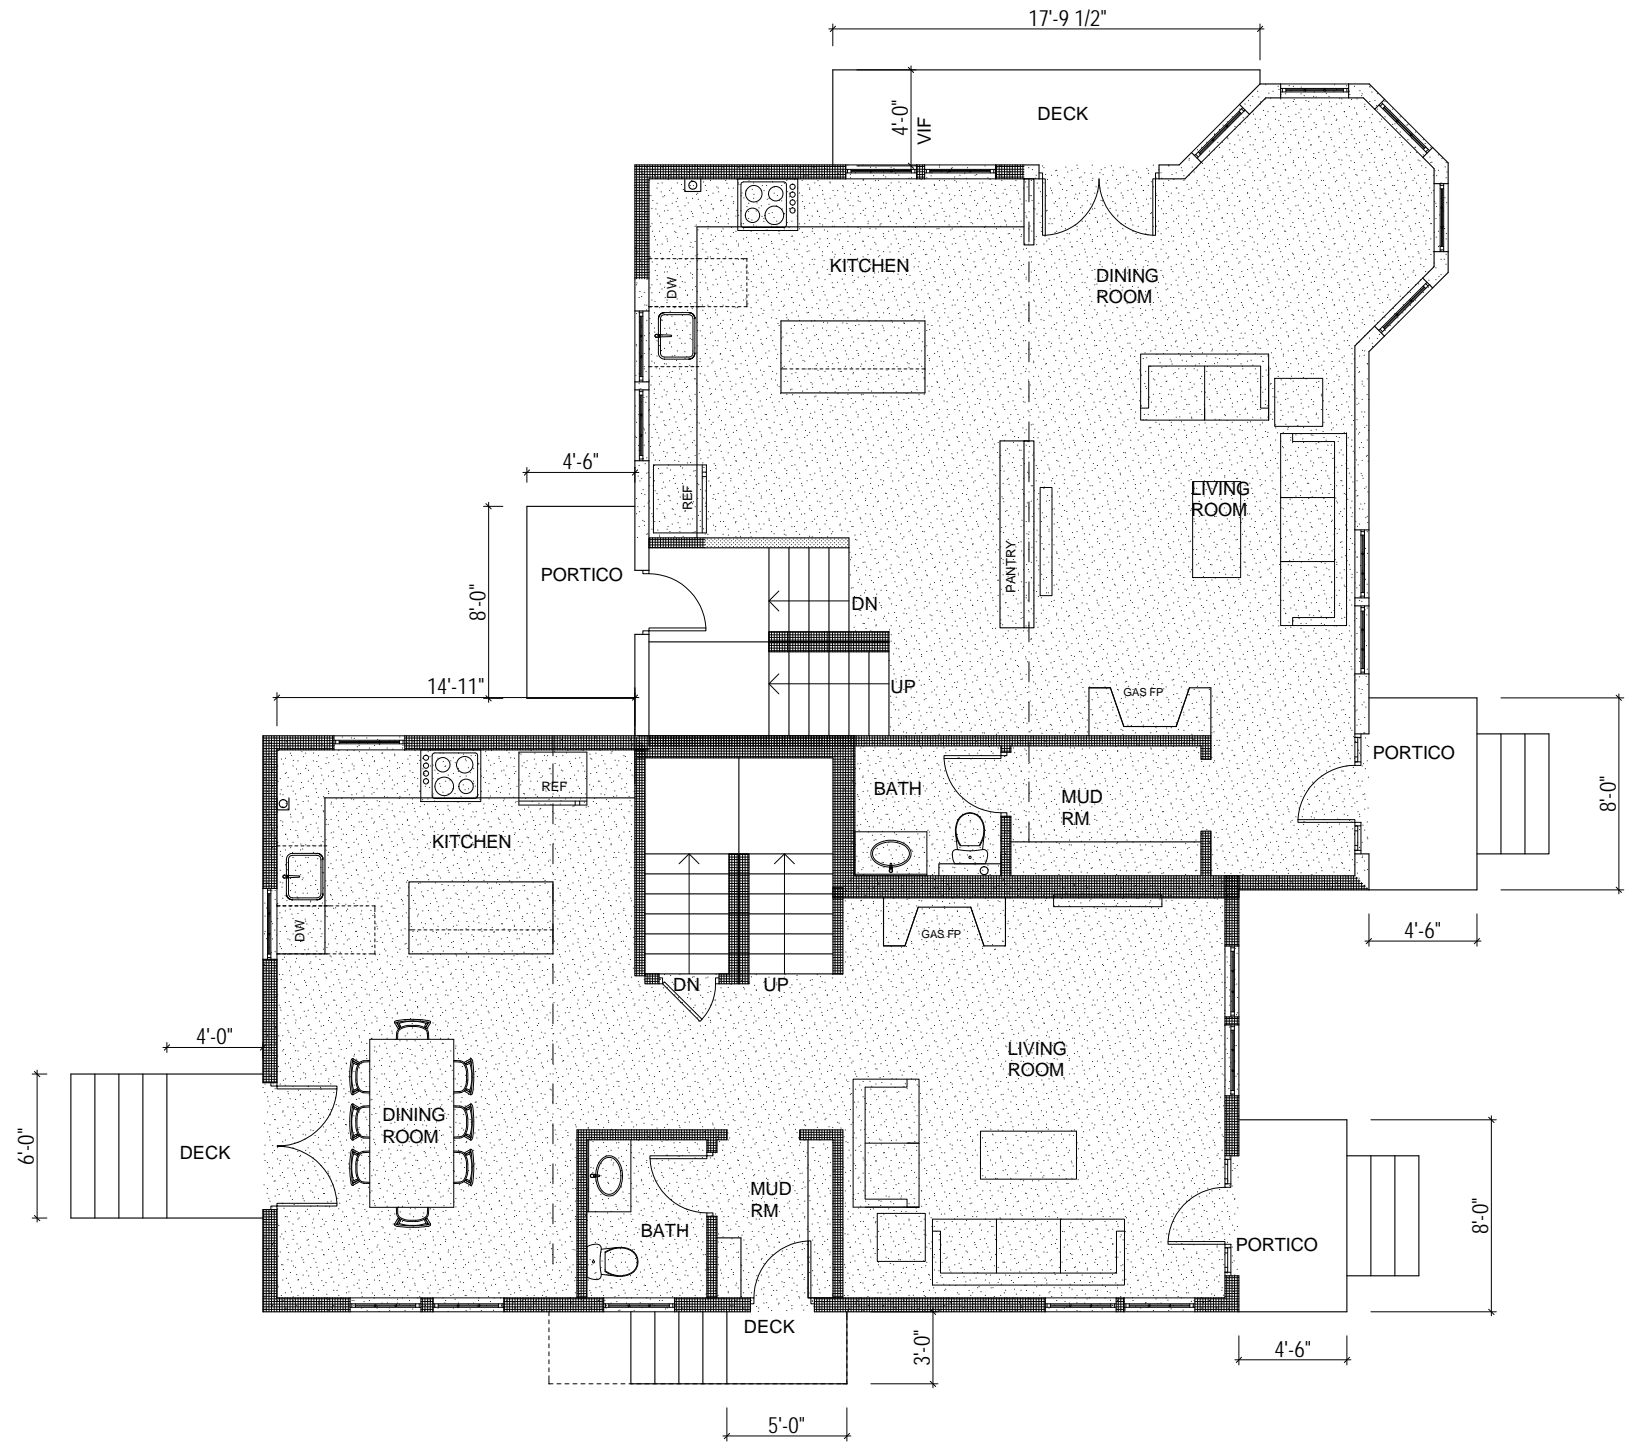 17'-9 1/2"
4'-0"
VIF
DECK
KITCHEN
DINING
ROOM
DW
4'-6"
REF
LIVING
ROOM
PORTICO
8'-0"
PANTRY
DN
UP
14'-11"
GAS FP
PORTICO
8'-0"
BATH
MUD
RM
REF
KITCHEN
DW
4'-6"
GAS FP
DN
UP
4'-0"
LIVING
ROOM
DINING
ROOM
6'-0"
DECK
MUD
RM
BATH
8'-0"
PORTICO
DECK
3'-0"
4'-6"
5'-0"